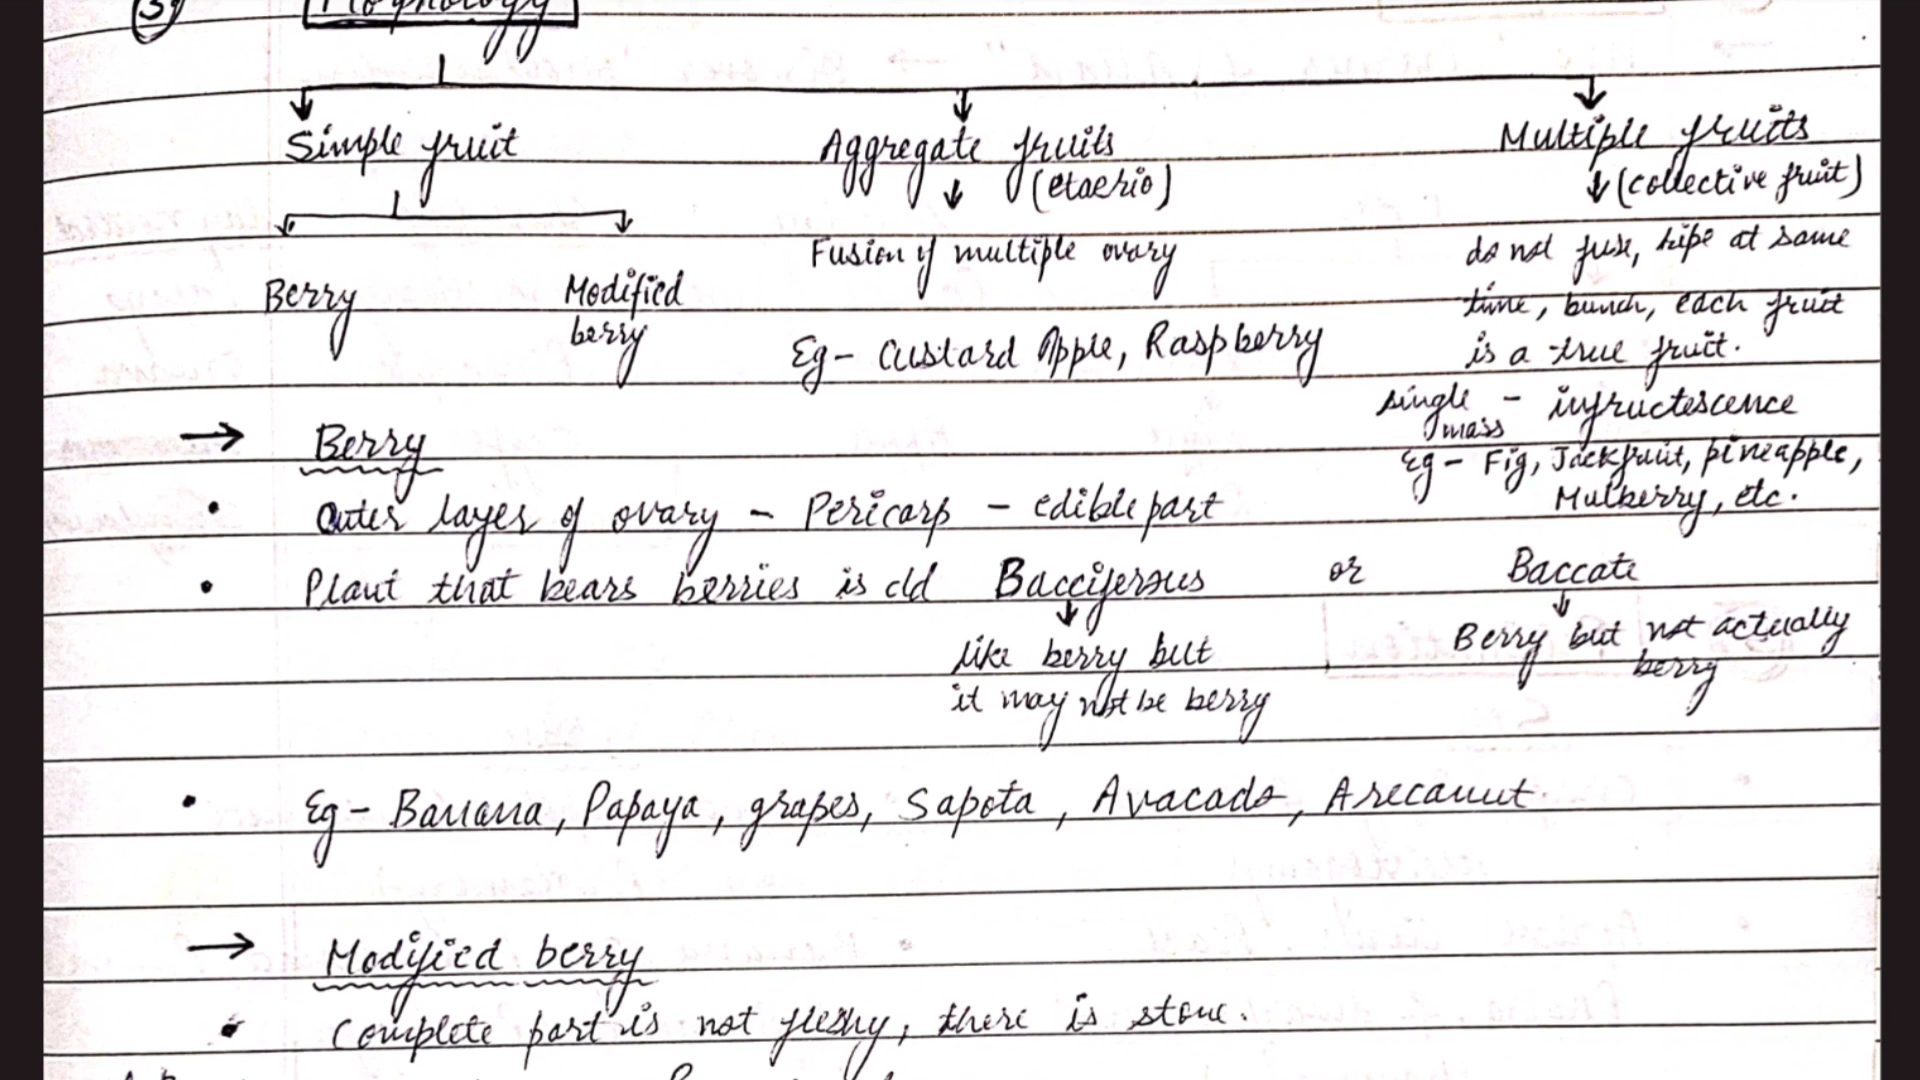 3)
Morphology
Simple fruit
Aggregate fruits
(etaerio)
Multiple fruits
(collective fruit)
Berry
Modified
berry
Fusion of multiple ovary
Eg - Custard Apple, Raspberry
do not fuse, ripe at same
time, bunch, each fruit
is a true fruit.
single - infructescence
mass
Eg - Fig, Jackfruit, pineapple,
Mulberry, etc.
→ Berry
• Outer layer of ovary - Pericarp - edible part
• Plant that bears berries is cld Bacciferous or Baccate
like berry but
it may not be berry
Berry but not actually
berry
• Eg - Banana, Papaya, grapes, Sapota, Avacado, Arecanut.
→ Modified berry
• Complete part is not fleshy, there is stone.